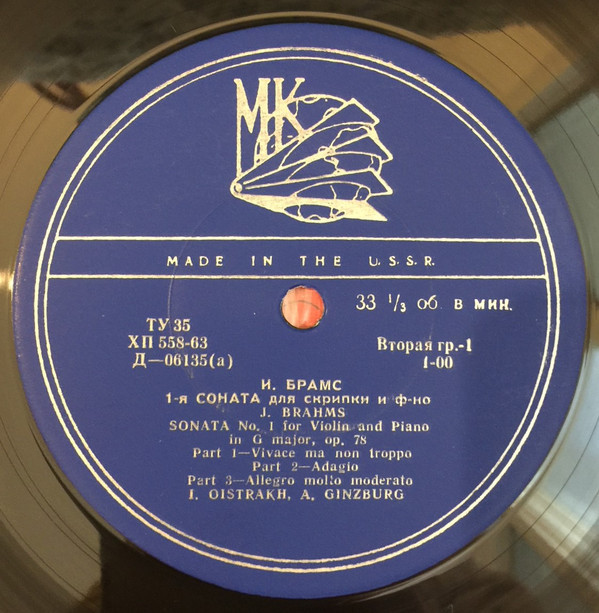 МК
MADE IN THE U.S.S.R.
33 1/3 об. в мин.
ТУ 35
ХП 558-63
Д—06135(а)
Вторая гр.-1
1-00
И. БРАМС
1-я СОНАТА для скрипки и ф-но
J. BRAHMS
SONATA No. 1 for Violin and Piano
in G major, op. 78
Part 1—Vivace ma non troppo
Part 2—Adagio
Part 3—Allegro molto moderato
I. OISTRAKH, A. GINZBURG